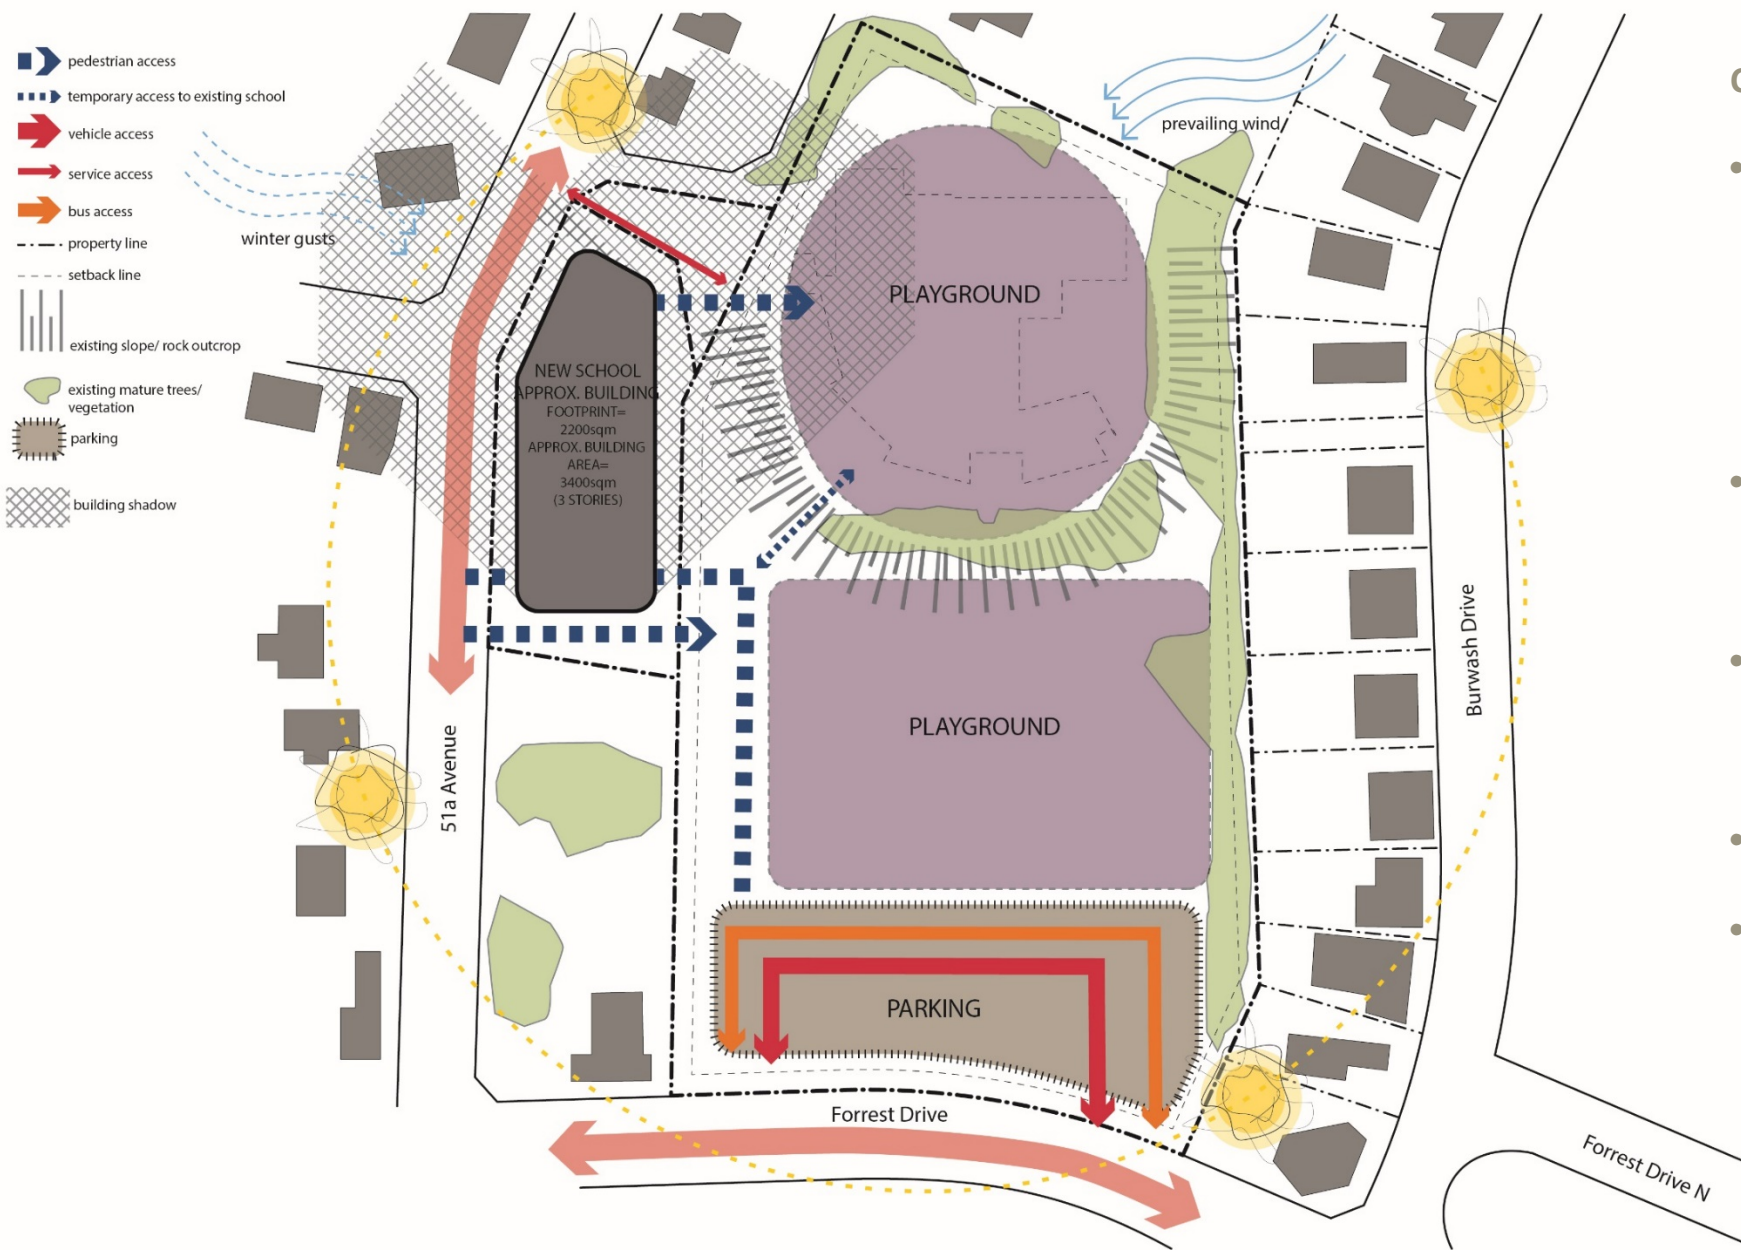 pedestrian access
temporary access to existing school
vehicle access
service access
bus access
property line
setback line
existing slope/ rock outcrop
existing mature trees/
vegetation
parking
building shadow
winter gusts
prevailing wind
PLAYGROUND
NEW SCHOOL
APPROX. BUILDING
FOOTPRINT=
2200sqm
APPROX. BUILDING
AREA=
3400sqm
(3 STORIES)
PLAYGROUND
51a Avenue
Burwash Drive
PARKING
Forrest Drive
Forrest Drive N